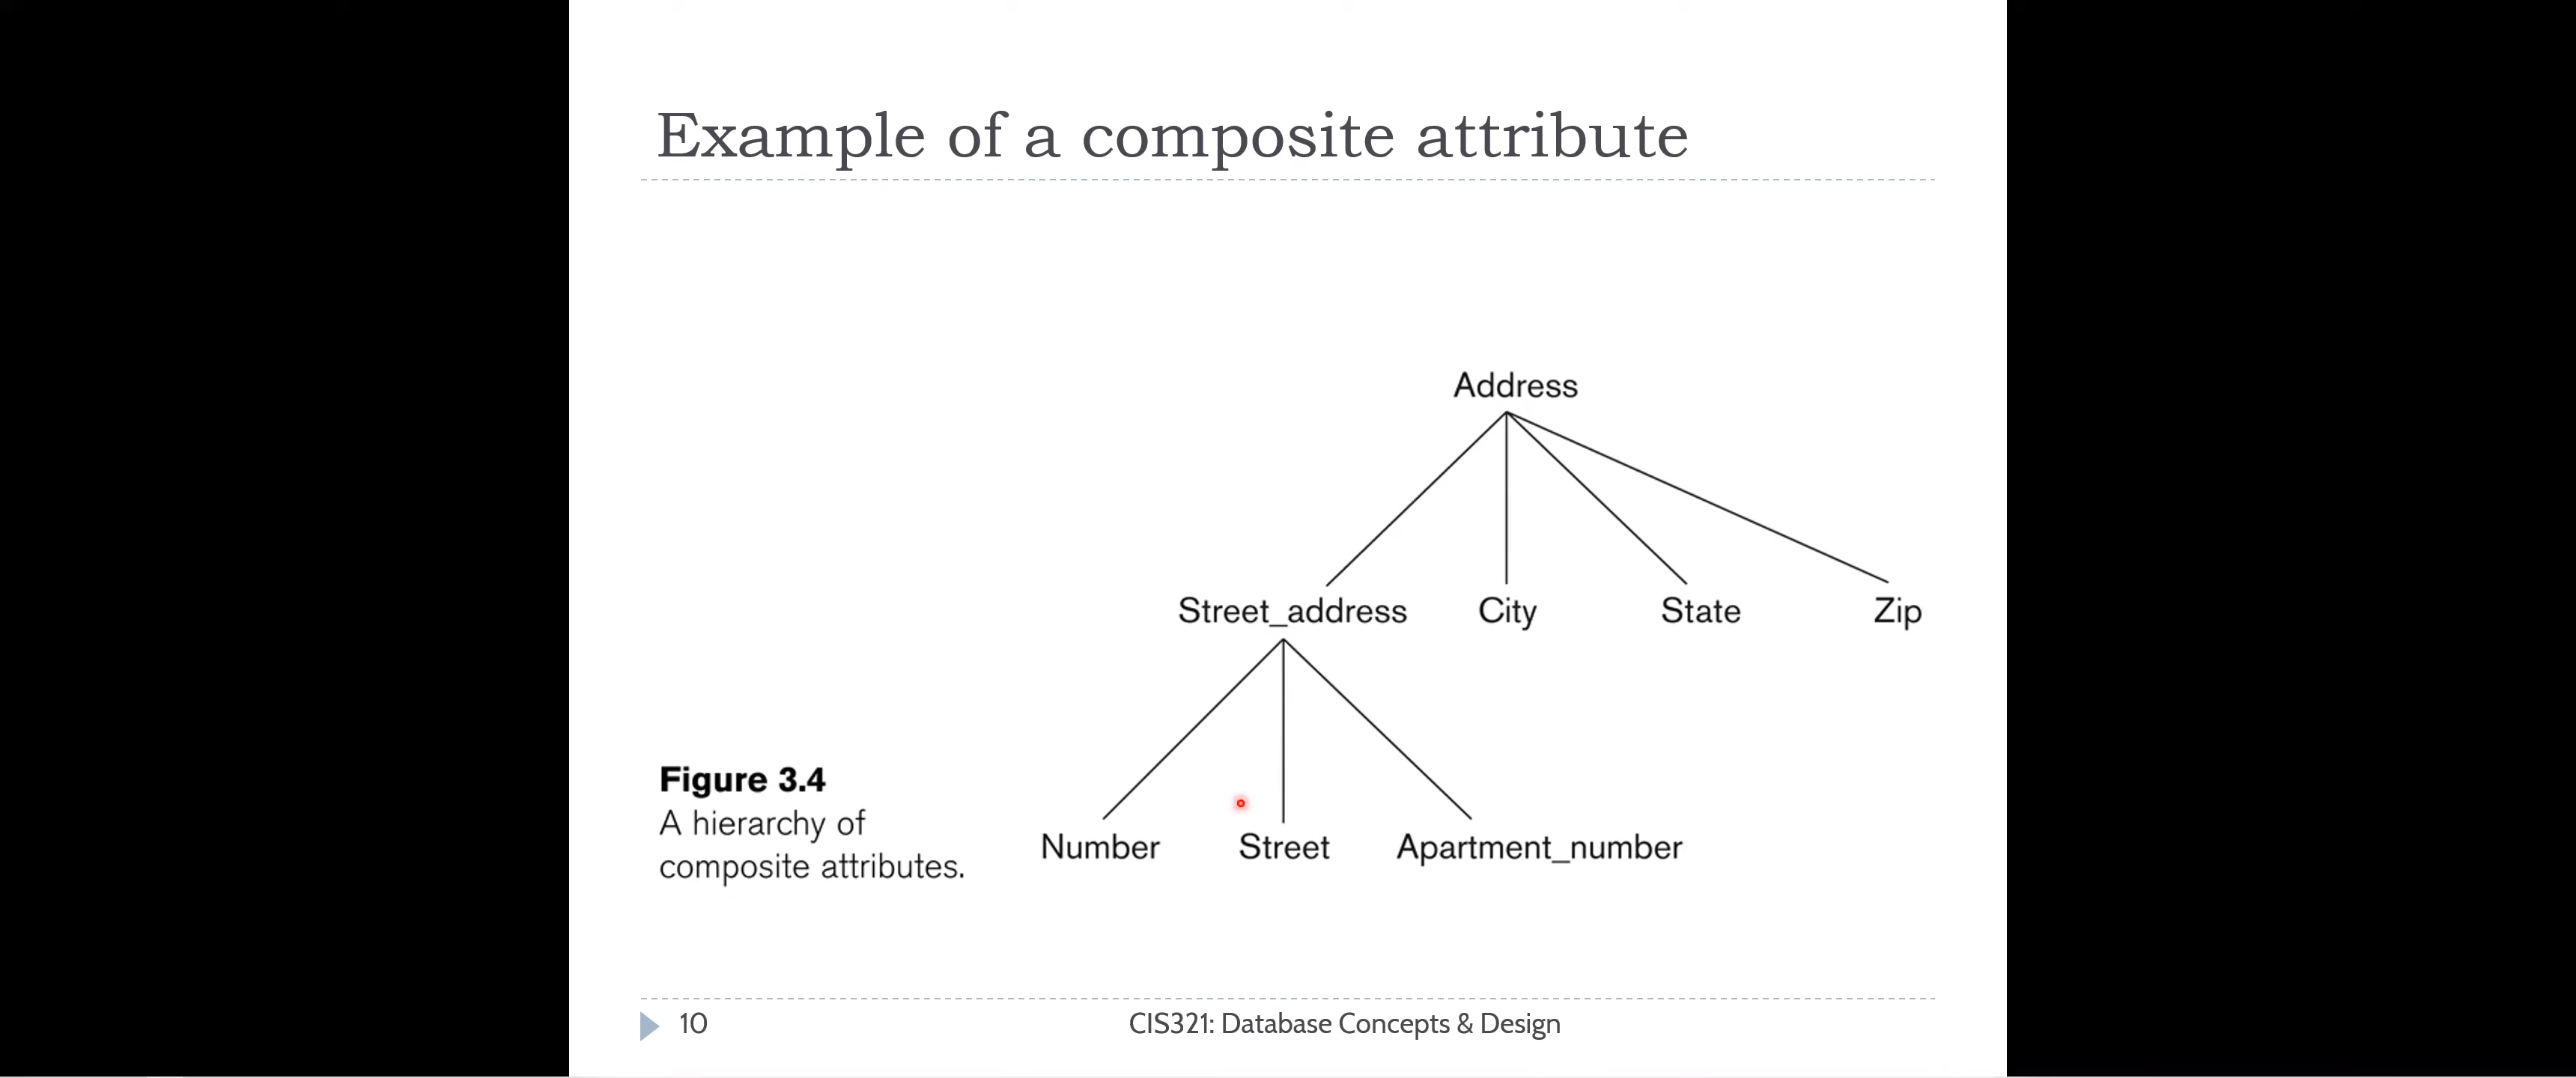 Example of a composite attribute
Address
Street_address City State Zip
Number Street Apartment_number
Figure 3.4
A hierarchy of
composite attributes.
10 CIS321: Database Concepts & Design